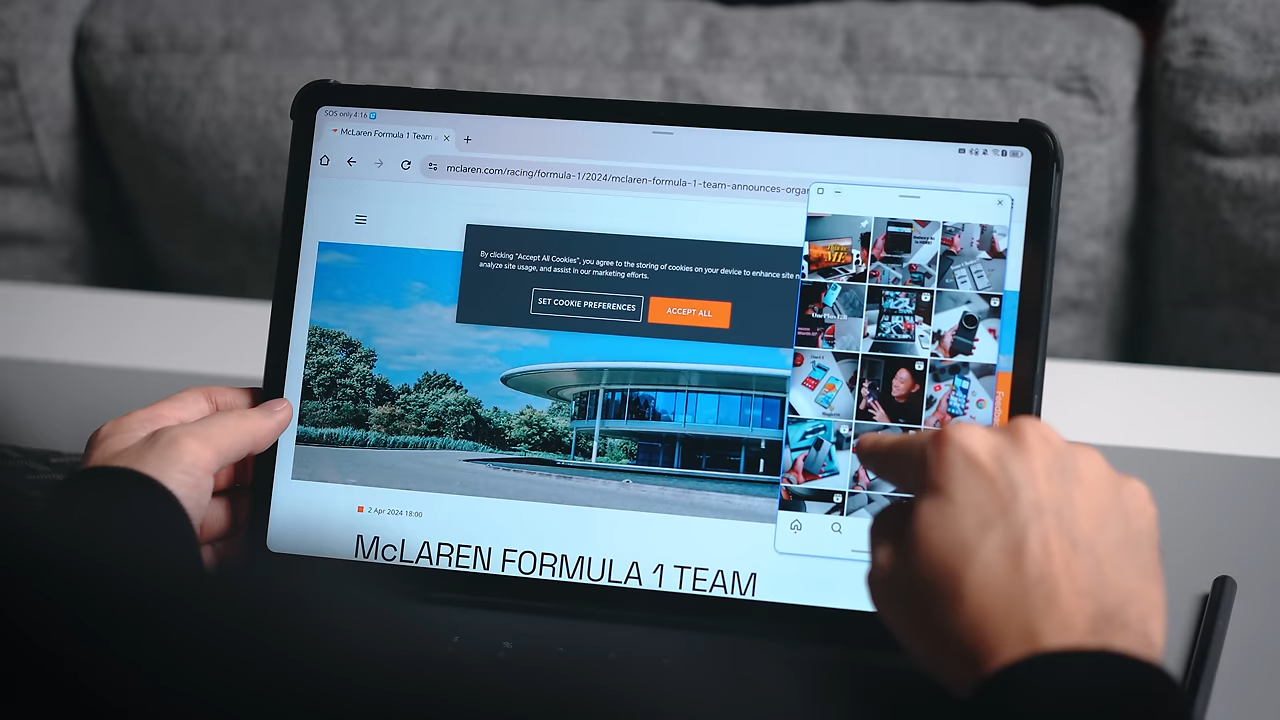 SOS only 4:16
McLaren Formula 1 Team
mclaren.com/racing/formula-1/2024/mclaren-formula-1-team-announces-organ
By clicking "Accept All Cookies", you agree to the storing of cookies on your device to enhance site n
analyze site usage, and assist in our marketing efforts.
SET COOKIE PREFERENCES
ACCEPT ALL
Feedba
2 Apr 2024 18:00
McLAREN FORMULA 1 TEAM